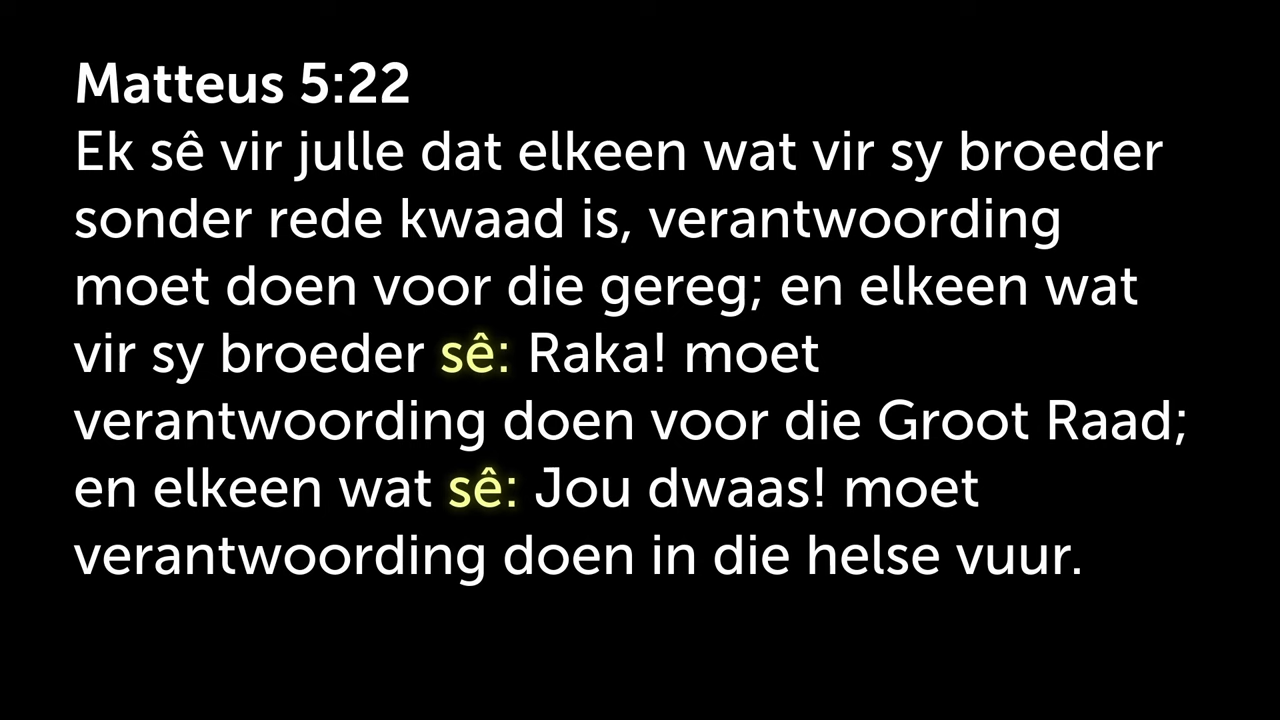 Matteus 5:22
Ek sê vir julle dat elkeen wat vir sy broeder
sonder rede kwaad is, verantwoording
moet doen voor die gereg; en elkeen wat
vir sy broeder sê: Raka! moet
verantwoording doen voor die Groot Raad;
en elkeen wat sê: Jou dwaas! moet
verantwoording doen in die helse vuur.